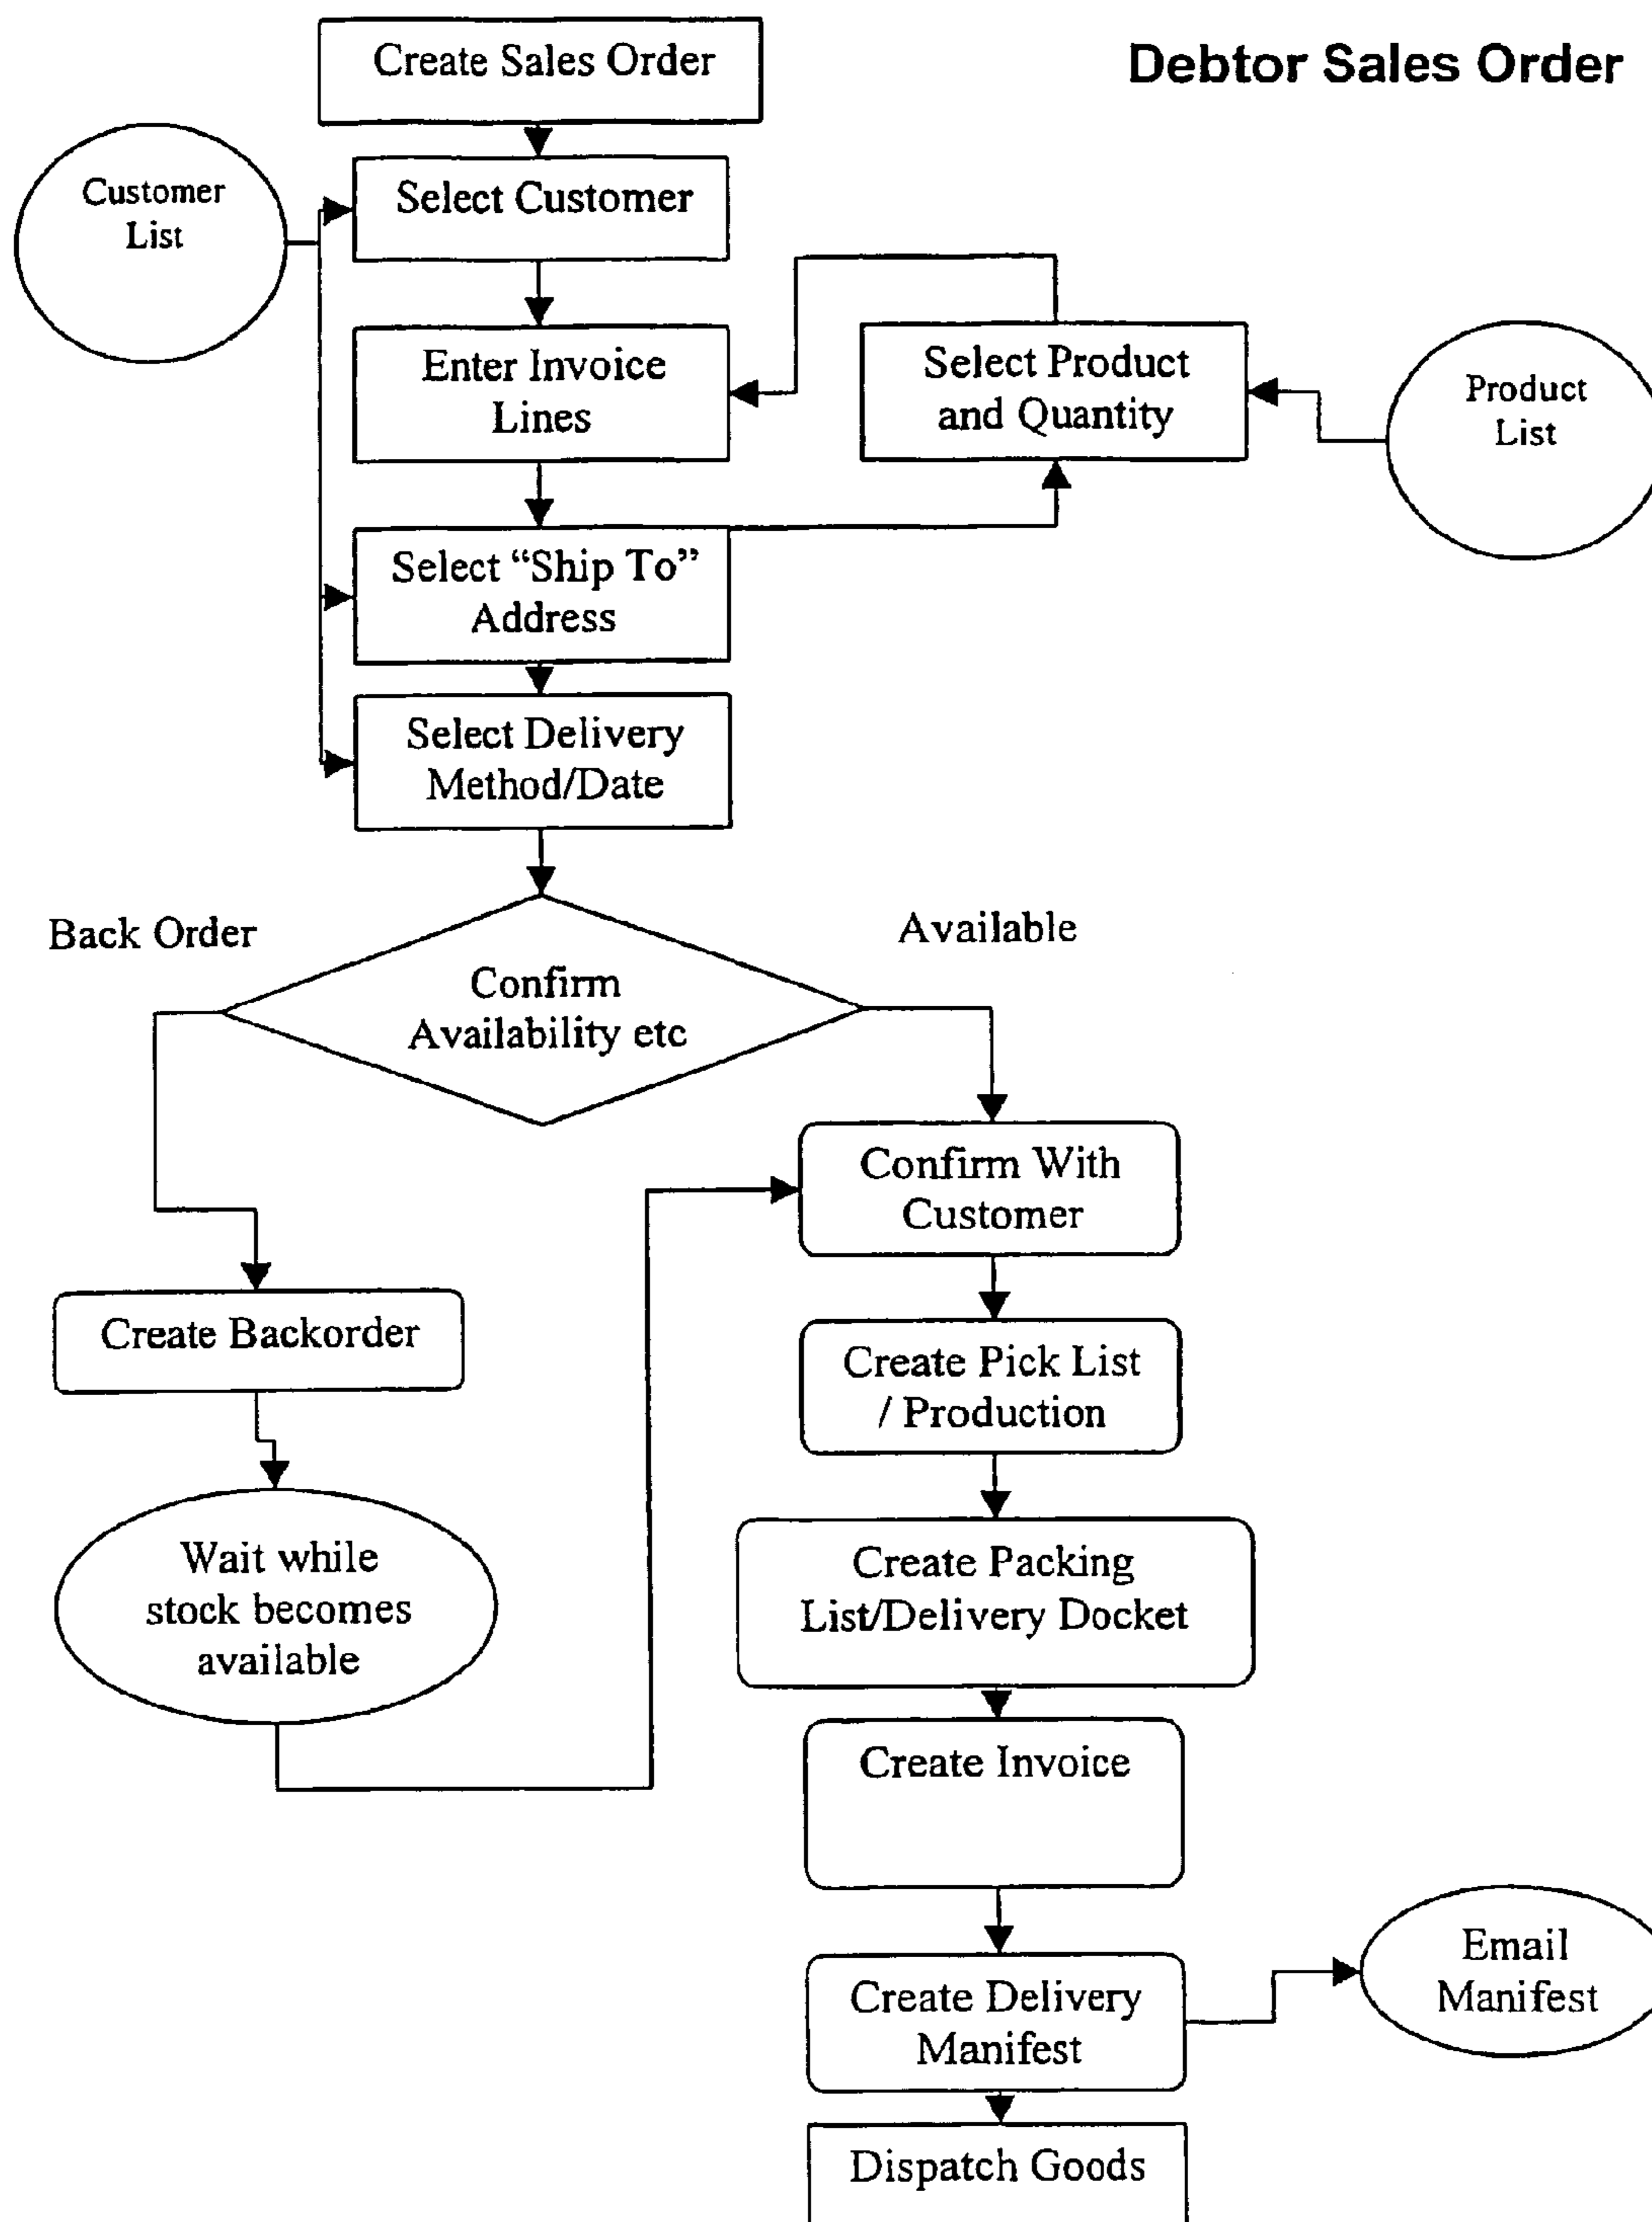 Create Sales Order
Debtor Sales Order
Customer
List
Select Customer
Enter Invoice
Lines
Select Product
and Quantity
Product
List
Select “Ship To”
Address
Select Delivery
Method/Date
Back Order
Available
Confirm
Availability etc
Confirm With
Customer
Create Backorder
Create Pick List
/ Production
Wait while
stock becomes
available
Create Packing
List/Delivery Docket
Create Invoice
Email
Manifest
Create Delivery
Manifest
Dispatch Goods